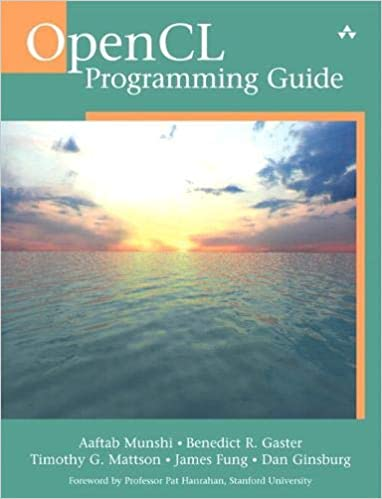 OpenCL
Programming Guide
Aaftab Munshi • Benedict R. Gaster
Timothy G. Mattson • James Fung • Dan Ginsburg
Foreword by Professor Pat Hanrahan, Stanford University